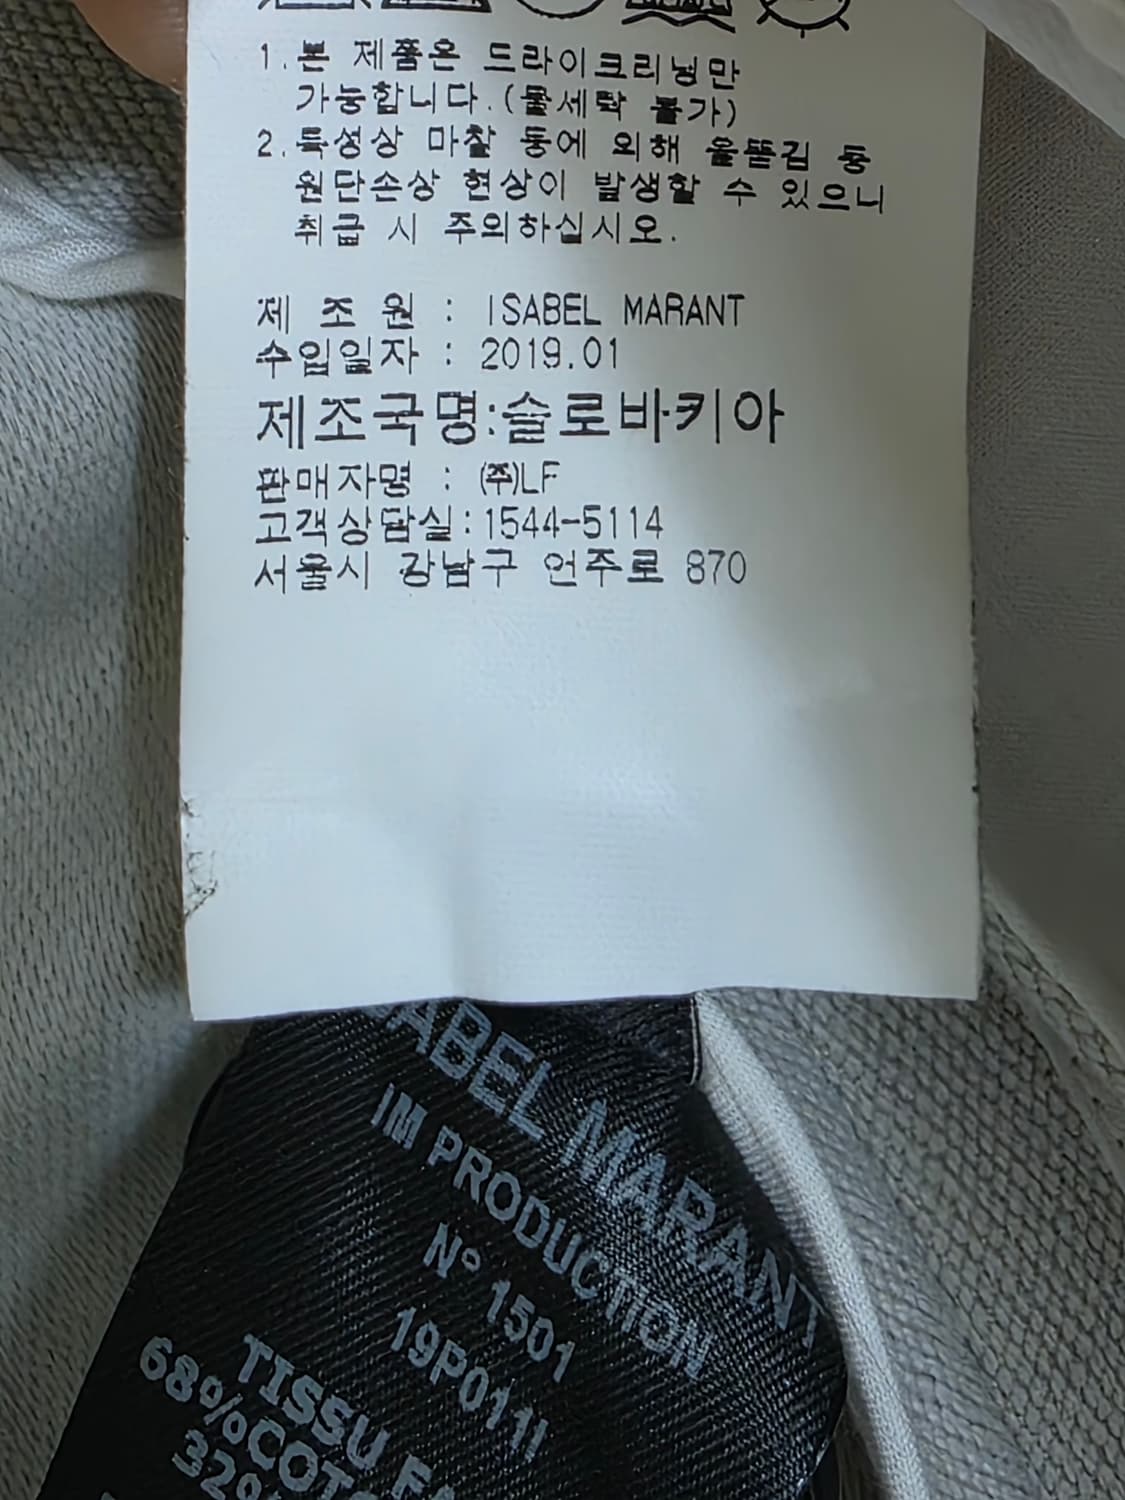 1. 본 제품은 드라이크리닝만
가능합니다.(물세탁 불가)
2. 특성상 마찰 등에 의해 올뜯김 등
원단손상 현상이 발생할 수 있으니
취급 시 주의하십시오.
제 조 원 : ISABEL MARANT
수입일자 : 2019.01
제조국명:슬로바키아
판매자명 : (주)LF
고객상담실:1544-5114
서울시 강남구 언주로 870
ISABEL MARANT
IM PRODUCTION
N° 1501
19P011I
TISSU
68%COT
32%